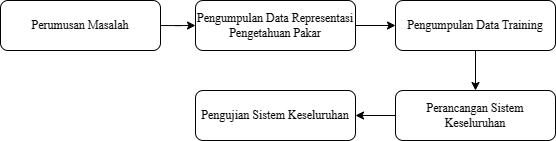 Perumusan Masalah
Pengumpulan Data Representasi
Pengetahuan Pakar
Pengumpulan Data Training
Perancangan Sistem
Keseluruhan
Pengujian Sistem Keseluruhan